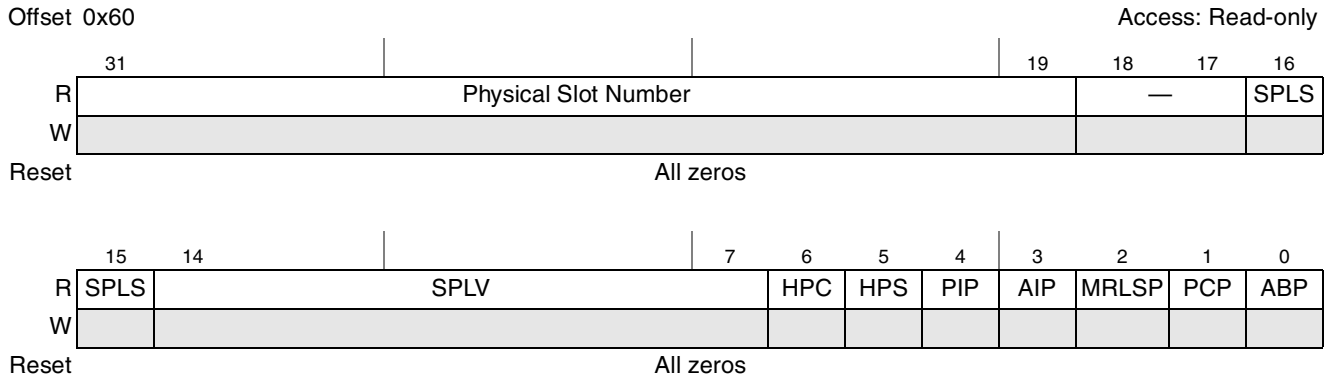 Offset 0x60 Access: Read-only
31 19 18 17 16
R Physical Slot Number — SPLS
W
Reset All zeros
15 14 7 6 5 4 3 2 1 0
R SPLS SPLV HPC HPS PIP AIP MRLSP PCP ABP
W
Reset All zeros